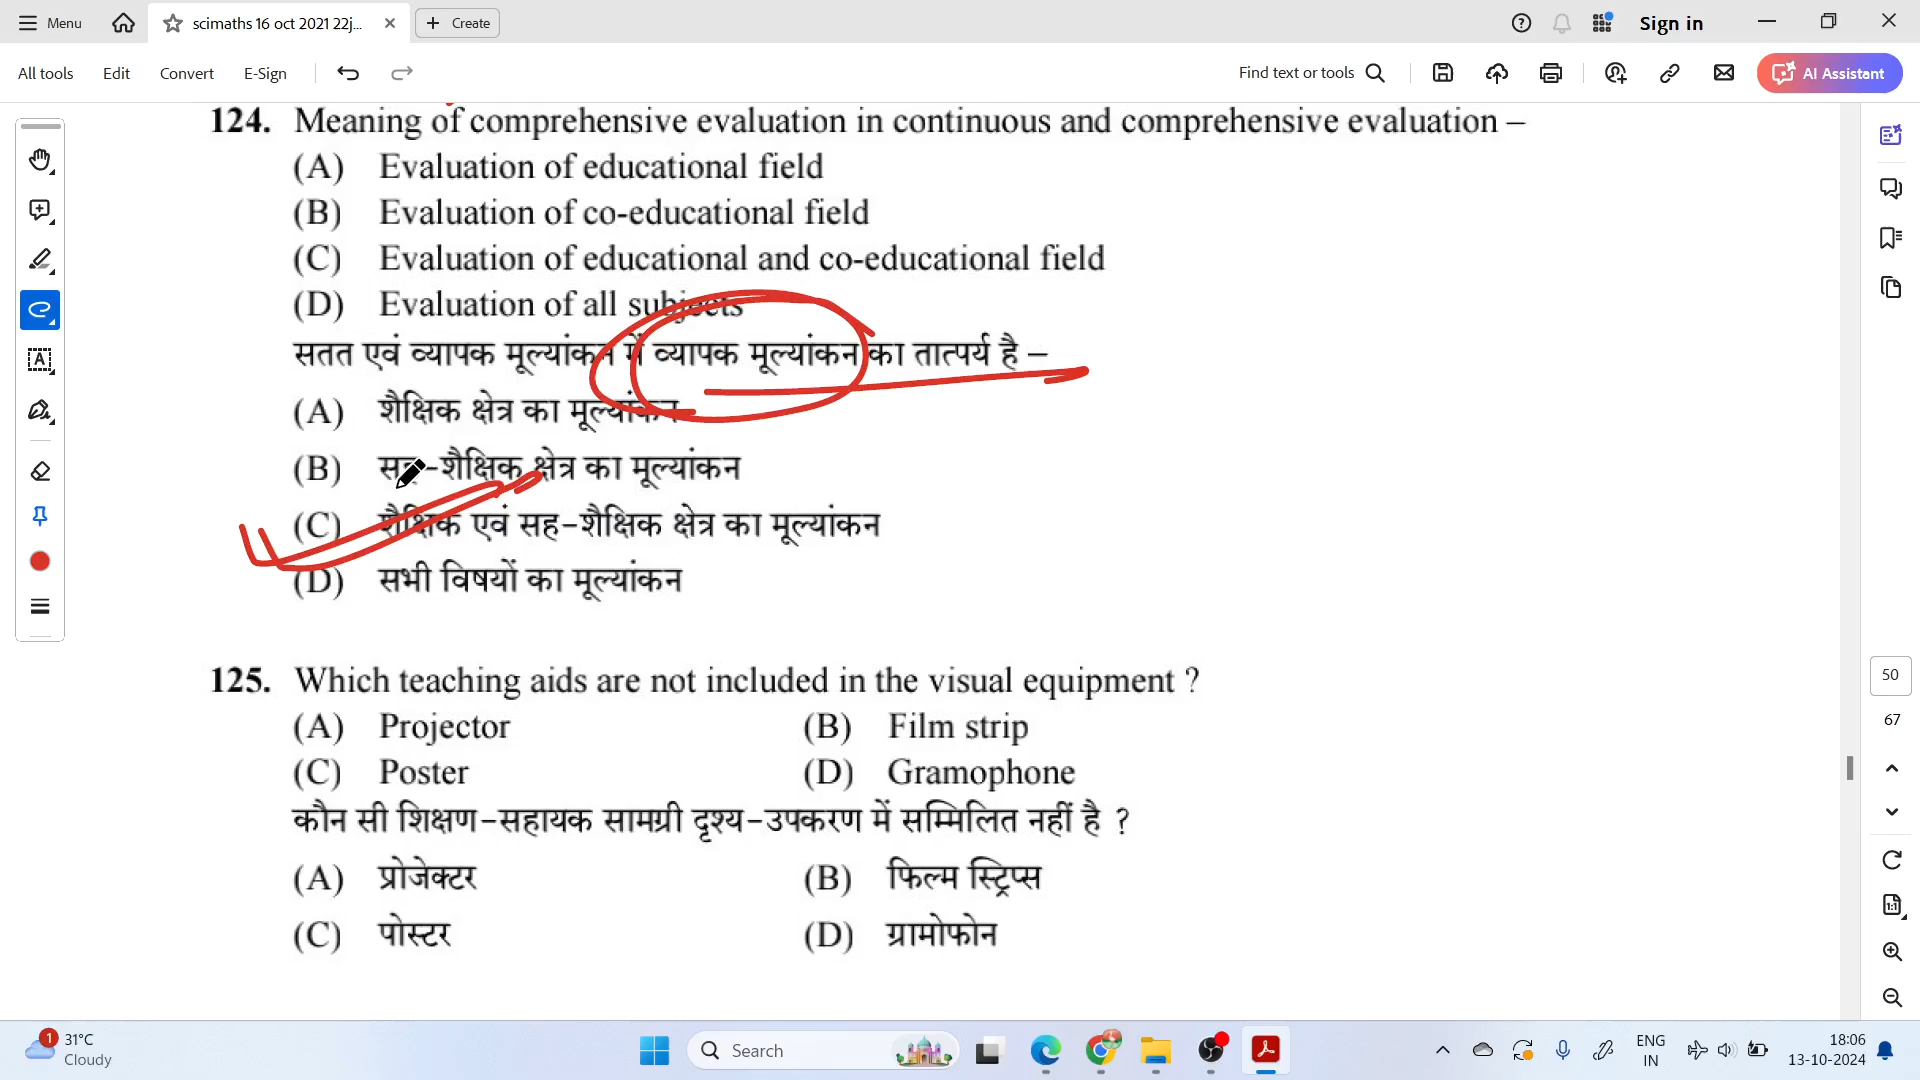 Menu
scimaths 16 oct 2021 22j...
Create
Sign in
All tools
Edit
Convert
E-Sign
Find text or tools
AI Assistant
124. Meaning of comprehensive evaluation in continuous and comprehensive evaluation –
(A) Evaluation of educational field
(B) Evaluation of co-educational field
(C) Evaluation of educational and co-educational field
(D) Evaluation of all subjects
सतत एवं व्यापक मूल्यांकन में व्यापक मूल्यांकन का तात्पर्य है –
(A) शैक्षिक क्षेत्र का मूल्यांकन
(B) सह-शैक्षिक क्षेत्र का मूल्यांकन
(C) शैक्षिक एवं सह-शैक्षिक क्षेत्र का मूल्यांकन
(D) सभी विषयों का मूल्यांकन
125. Which teaching aids are not included in the visual equipment ?
(A) Projector (B) Film strip
(C) Poster (D) Gramophone
कौन सी शिक्षण-सहायक सामग्री दृश्य-उपकरण में सम्मिलित नहीं है ?
(A) प्रोजेक्टर (B) फिल्म स्ट्रिप्स
(C) पोस्टर (D) ग्रामोफोन
50
67
1:1
A
1
31°C
Cloudy
Search
ENG
IN
18:06
13-10-2024